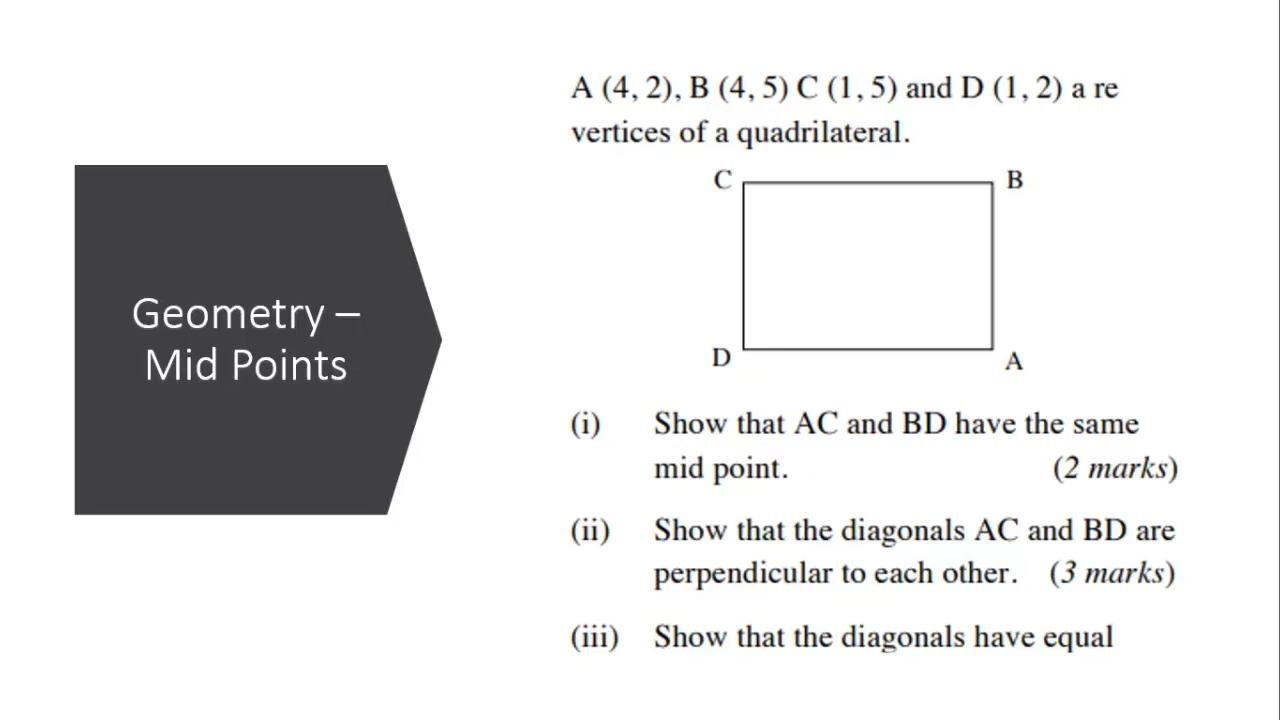 Geometry –
Mid Points
A (4, 2), B (4, 5) C (1, 5) and D (1, 2) a re
vertices of a quadrilateral.
C
B
D
A
(i) Show that AC and BD have the same
mid point. (2 marks)
(ii) Show that the diagonals AC and BD are
perpendicular to each other. (3 marks)
(iii) Show that the diagonals have equal